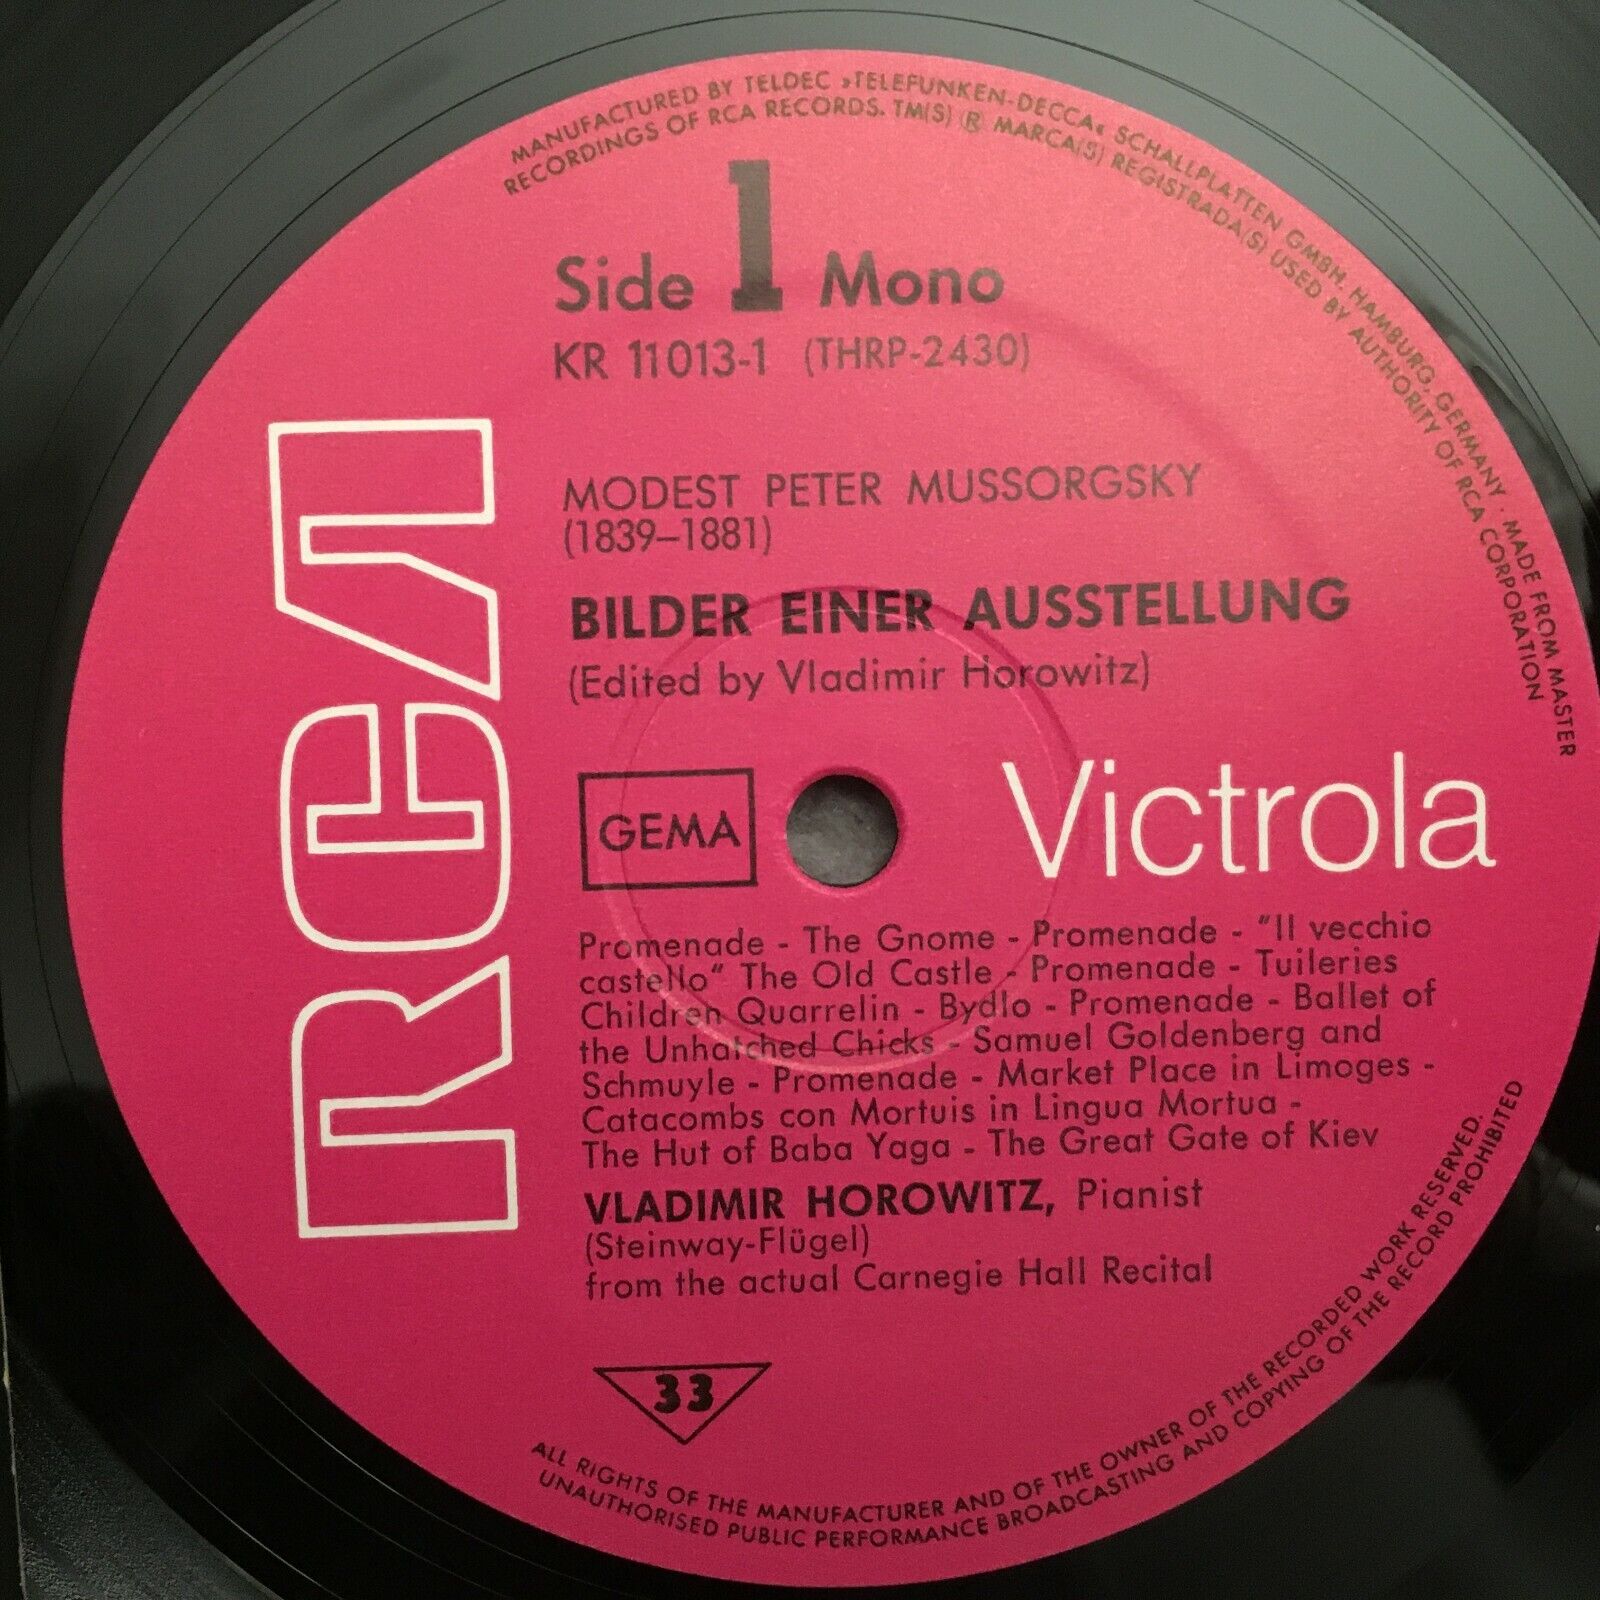 MANUFACTURED BY TELDEC »TELEFUNKEN-DECCA« SCHALLPLATTEN GMBH, HAMBURG, GERMANY · MADE FROM MASTER
RECORDINGS OF RCA RECORDS. TM(S) ® MARCA(S) REGISTRADA(S) USED BY AUTHORITY OF RCA CORPORATION
Side 1 Mono
KR 11013-1 (THRP-2430)
RCA
MODEST PETER MUSSORGSKY
(1839–1881)
BILDER EINER AUSSTELLUNG
(Edited by Vladimir Horowitz)
GEMA
Victrola
Promenade - The Gnome - Promenade - "Il vecchio
castello" The Old Castle - Promenade - Tuileries
Children Quarrelin - Bydlo - Promenade - Ballet of
the Unhatched Chicks - Samuel Goldenberg and
Schmuyle - Promenade - Market Place in Limoges -
Catacombs con Mortuis in Lingua Mortua -
The Hut of Baba Yaga - The Great Gate of Kiev
VLADIMIR HOROWITZ, Pianist
(Steinway-Flügel)
from the actual Carnegie Hall Recital
33
ALL RIGHTS OF THE MANUFACTURER AND OF THE OWNER OF THE RECORDED WORK RESERVED.
UNAUTHORISED PUBLIC PERFORMANCE BROADCASTING AND COPYING OF THE RECORD PROHIBITED